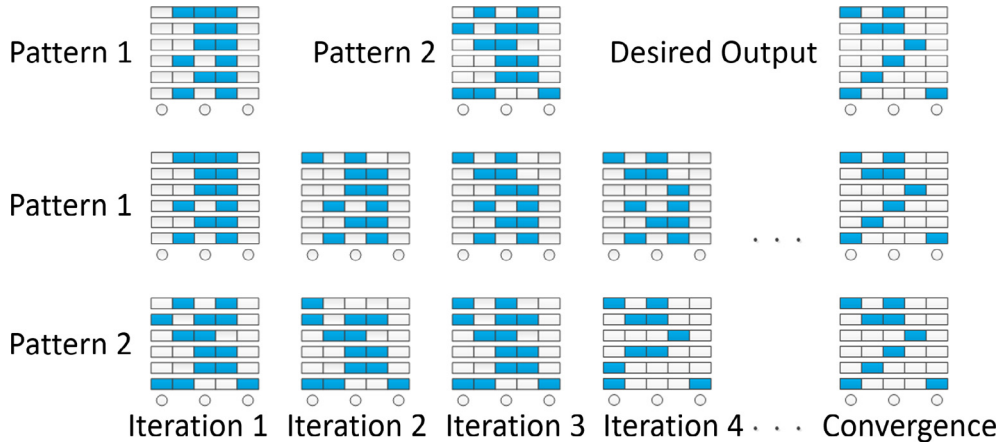 Pattern 1 Pattern 2 Desired Output
Pattern 1 . . .
Pattern 2
Iteration 1 Iteration 2 Iteration 3 Iteration 4 . . . Convergence